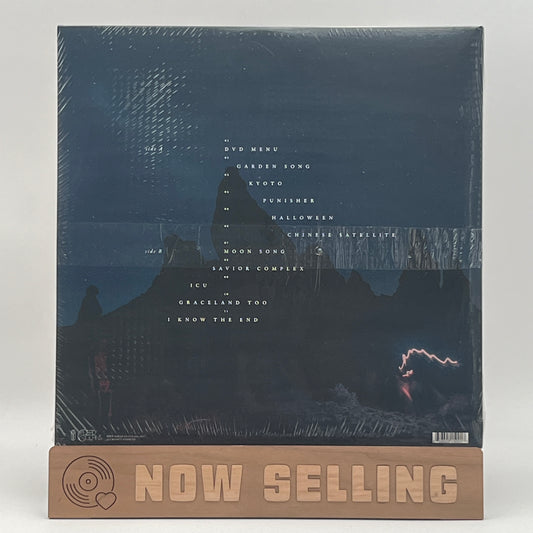 side A
DVD MENU
GARDEN SONG
KYOTO
PUNISHER
HALLOWEEN
CHINESE SATELLITE
side B
MOON SONG
SAVIOR COMPLEX
ICU
GRACELAND TOO
I KNOW THE END
NOW SELLING